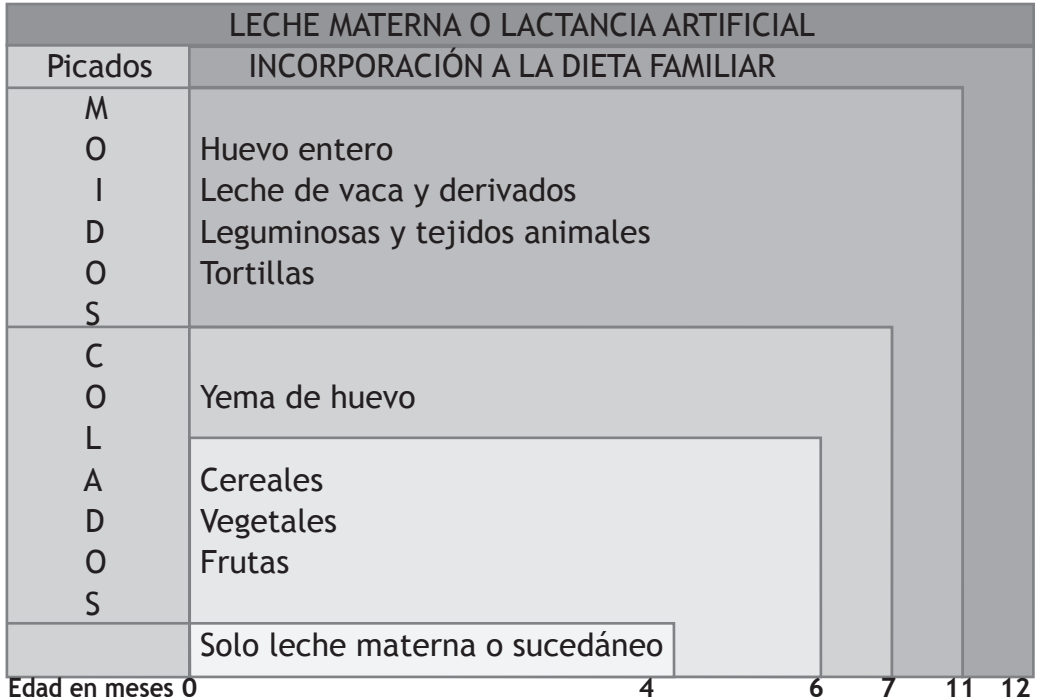 LECHE MATERNA O LACTANCIA ARTIFICIAL
Picados
INCORPORACIÓN A LA DIETA FAMILIAR
M
O
I
D
O
S
Huevo entero
Leche de vaca y derivados
Leguminosas y tejidos animales
Tortillas
C
O
L
A
D
O
S
Yema de huevo
Cereales
Vegetales
Frutas
Solo leche materna o sucedáneo
Edad en meses 0 4 6 7 11 12